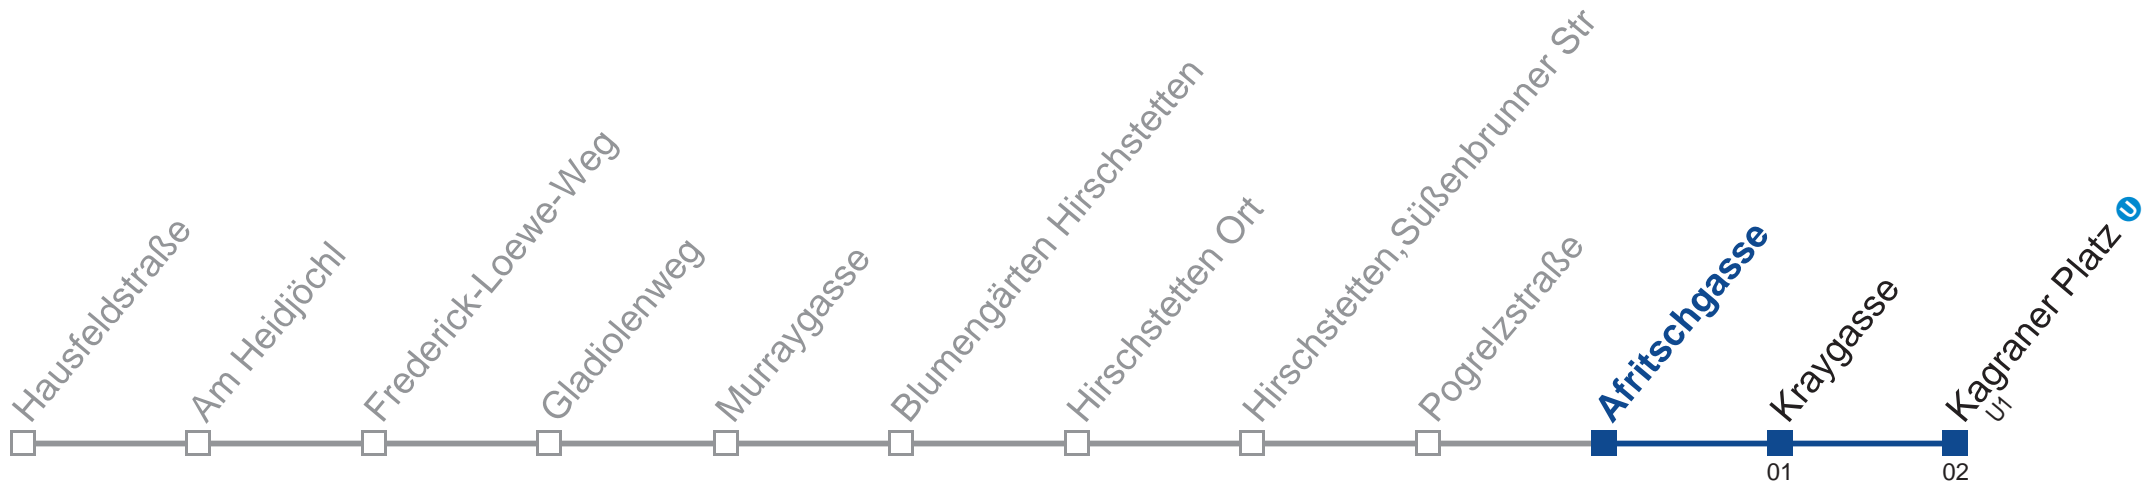 Hausfeldstraße
Am Heidjöchl
Frederick-Loewe-Weg
Gladiolenweg
Murraygasse
Blumengärten Hirschstetten
Hirschstetten Ort
Hirschstetten,Süßenbrunner Str
Pogrelzstraße
Afritschgasse
Kraygasse
Kagraner Platz U
U1
01
02